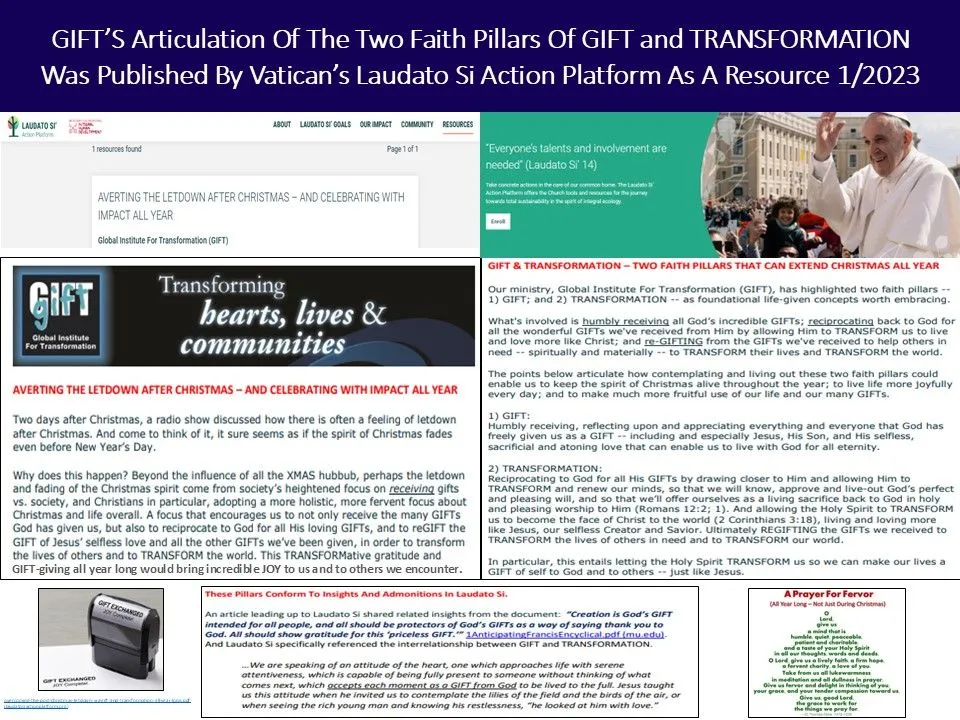 GIFT'S Articulation Of The Two Faith Pillars Of GIFT and TRANSFORMATION
Was Published By Vatican's Laudato Si Action Platform As A Resource 1/2023
LAUDATO SI'
Action Platform
ABOUT LAUDATO SI' GOALS OUR IMPACT COMMUNITY RESOURCES
1 resources found Page 1 of 1
AVERTING THE LETDOWN AFTER CHRISTMAS – AND CELEBRATING WITH
IMPACT ALL YEAR
Global Institute For Transformation (GIFT)
"Everyone's talents and involvement are
needed" (Laudato Si' 14)
Take concrete actions in the care of our common home. The Laudato Si'
Action Platform offers the Church tools and resources for the journey
towards total sustainability in the spirit of integral ecology.
Enroll
GIFT
gift
Global Institute
For Transformation
Transforming
hearts, lives &
communities
AVERTING THE LETDOWN AFTER CHRISTMAS – AND CELEBRATING WITH IMPACT ALL YEAR
Two days after Christmas, a radio show discussed how there is often a feeling of letdown
after Christmas. And come to think of it, it sure seems as if the spirit of Christmas fades
even before New Year's Day.
Why does this happen? Beyond the influence of all the XMAS hubbub, perhaps the letdown
and fading of the Christmas spirit come from society's heightened focus on receiving gifts
vs. society, and Christians in particular, adopting a more holistic, more fervent focus about
Christmas and life overall. A focus that encourages us to not only receive the many GIFTs
God has given us, but also to reciprocate to God for all His loving GIFTs, and to reGIFT the
GIFT of Jesus' selfless love and all the other GIFTs we've been given, in order to transform
the lives of others and to TRANSFORM the world. This TRANSFORMative gratitude and
GIFT-giving all year long would bring incredible JOY to us and to others we encounter.
GIFT & TRANSFORMATION – TWO FAITH PILLARS THAT CAN EXTEND CHRISTMAS ALL YEAR
Our ministry, Global Institute For Transformation (GIFT), has highlighted two faith pillars --
1) GIFT; and 2) TRANSFORMATION -- as foundational life-given concepts worth embracing.
What's involved is humbly receiving all God's incredible GIFTs; reciprocating back to God for
all the wonderful GIFTs we've received from Him by allowing Him to TRANSFORM us to live
and love more like Christ; and re-GIFTING from the GIFTs we've received to help others in
need -- spiritually and materially -- to TRANSFORM their lives and TRANSFORM the world.
The points below articulate how contemplating and living out these two faith pillars could
enable us to keep the spirit of Christmas alive throughout the year; to live life more joyfully
every day; and to make much more fruitful use of our life and our many GIFTs.
1) GIFT:
Humbly receiving, reflecting upon and appreciating everything and everyone that God has
freely given us as a GIFT -- including and especially Jesus, His Son, and His selfless,
sacrificial and atoning love that can enable us to live with God for all eternity.
2) TRANSFORMATION:
Reciprocating to God for all His GIFTs by drawing closer to Him and allowing Him to
TRANSFORM and renew our minds, so that we will know, approve and live-out God's perfect
and pleasing will, and so that we'll offer ourselves as a living sacrifice back to God in holy
and pleasing worship to Him (Romans 12:2; 1). And allowing the Holy Spirit to TRANSFORM
us to become the face of Christ to the world (2 Corinthians 3:18), living and loving more
like Jesus, our selfless Creator and Savior. Ultimately REGIFTING the GIFTs we received to
TRANSFORM the lives of others in need and to TRANSFORM our world.
In particular, this entails letting the Holy Spirit TRANSFORM us so we can make our lives a
GIFT of self to God and to others -- just like Jesus.
GIFT EXCHANGED
JOY Complete!
GIFT EXCHANGED
JOY Complete!
These Pillars Conform To Insights And Admonitions In Laudato Si.
An article leading up to Laudato Si shared related insights from the document: "Creation is God's GIFT
intended for all people, and all should be protectors of God's GIFTs as a way of saying thank you to
God. All should show gratitude for this 'priceless GIFT.'" 1AnticipatingFrancisEncyclical.pdf (mu.edu).
And Laudato Si specifically referenced the interrelationship between GIFT and TRANSFORMATION.
...We are speaking of an attitude of the heart, one which approaches life with serene
attentiveness, which is capable of being fully present to someone without thinking of what
comes next, which accepts each moment as a GIFT from God to be lived to the full. Jesus taught
us this attitude when he invited us to contemplate the lilies of the field and the birds of the air, or
when seeing the rich young man and knowing his restlessness, "he looked at him with love."
A Prayer For Fervor
(All Year Long – Not Just During Christmas)
O
Lord,
give us
a mind that is
humble, quiet, peaceable,
patient and charitable,
and a taste of your Holy Spirit
in all our thoughts, words and deeds.
O Lord, give us a lively faith, a firm hope,
a fervent charity, a love of you.
Take from us all lukewarmness
in meditation and all dullness in prayer.
Give us fervor and delight in thinking of you,
your grace, and your tender compassion toward us.
Give us, good Lord,
the grace to work for
the things we pray for.